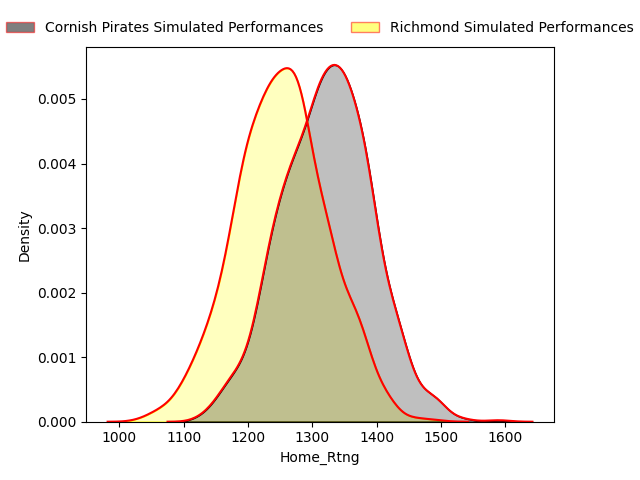 Cornish Pirates Simulated Performances Richmond Simulated Performances
0.005
0.004
0.003
0.002
0.001
0.000
Density
1000 1100 1200 1300 1400 1500 1600
Home_Rtng